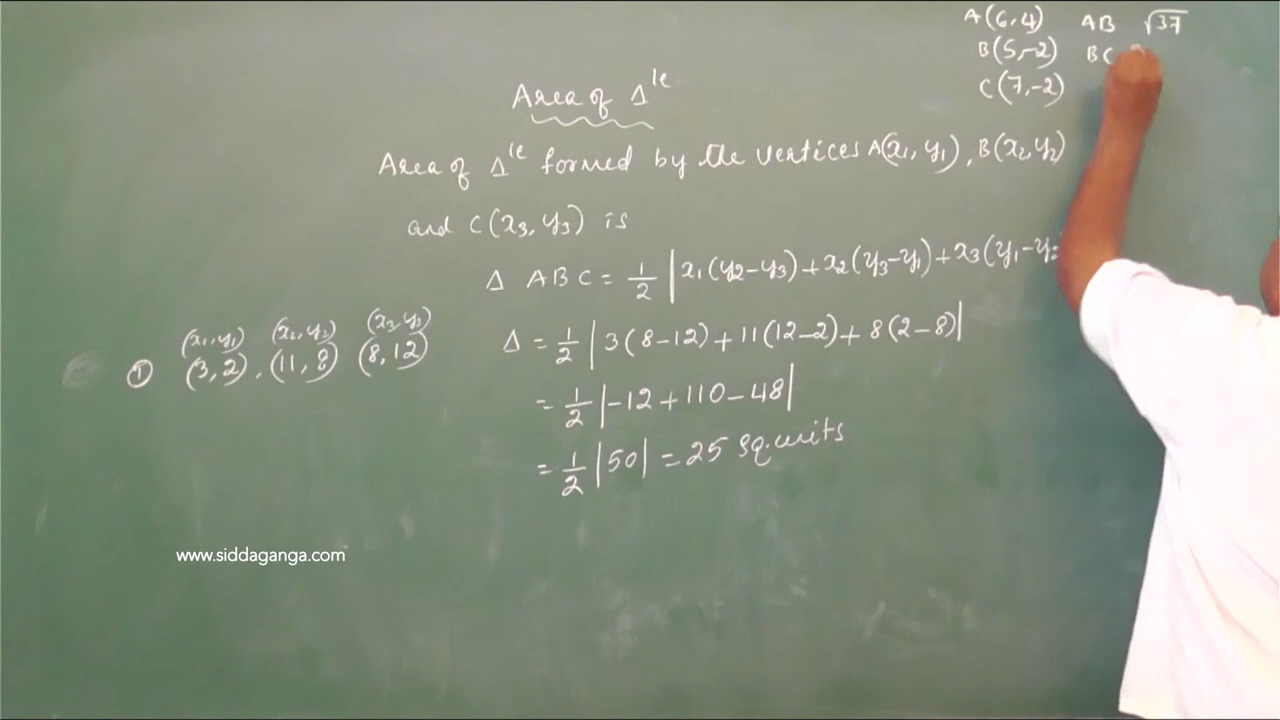 A(6,4) AB √37
B(5,-2) BC
C(7,-2)
Area of Δle
Area of Δle formed by the vertices A(x1, y1), B(x2, y2)
and C(x3, y3) is
Δ ABC = 1/2 |x1(y2-y3)+x2(y3-y1)+x3(y1-y2
(x1,y1) (x2,y2) (x3,y3)
① (3,2), (11,8) (8,12)
Δ = 1/2 |3(8-12)+11(12-2)+8(2-8)|
= 1/2 |-12+110-48|
= 1/2 |50| = 25 sq.units
www.siddaganga.com